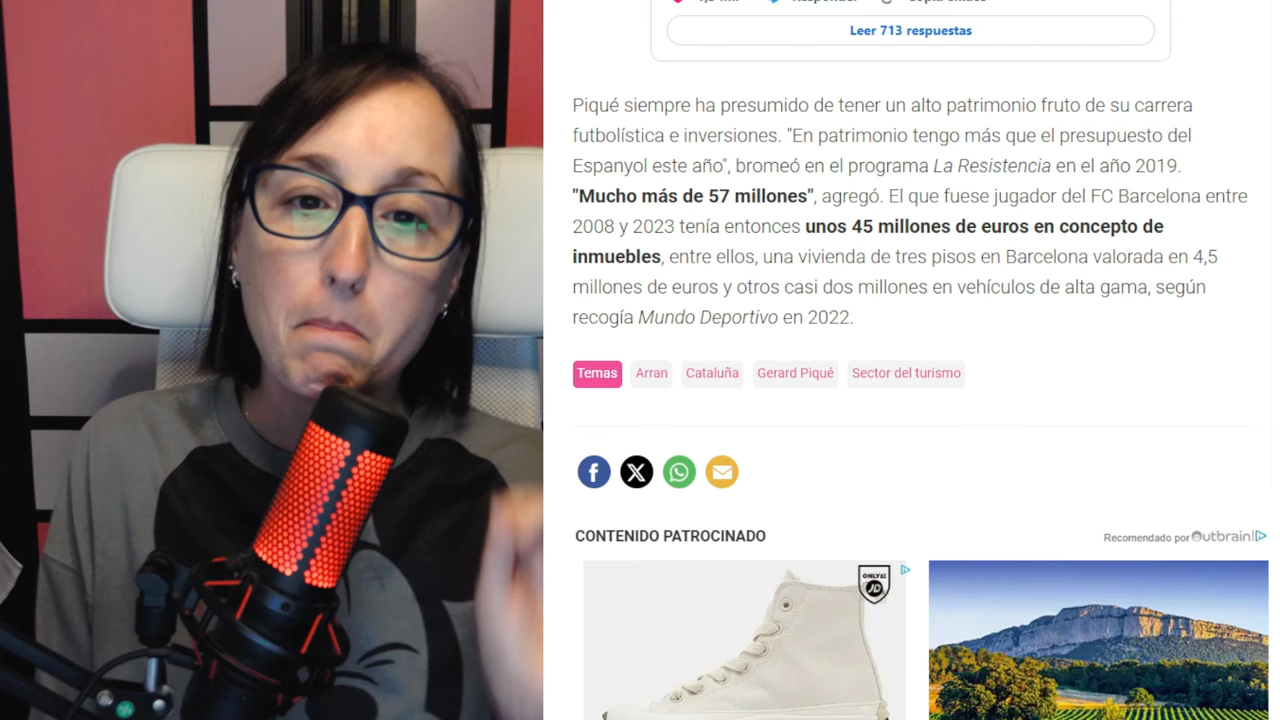 Leer 713 respuestas
Piqué siempre ha presumido de tener un alto patrimonio fruto de su carrera
futbolística e inversiones. "En patrimonio tengo más que el presupuesto del
Espanyol este año", bromeó en el programa La Resistencia en el año 2019.
"Mucho más de 57 millones", agregó. El que fuese jugador del FC Barcelona entre
2008 y 2023 tenía entonces unos 45 millones de euros en concepto de
inmuebles, entre ellos, una vivienda de tres pisos en Barcelona valorada en 4,5
millones de euros y otros casi dos millones en vehículos de alta gama, según
recogía Mundo Deportivo en 2022.
Temas Arran Cataluña Gerard Piqué Sector del turismo
CONTENIDO PATROCINADO
Recomendado por Outbrain
ONLY AT
JD